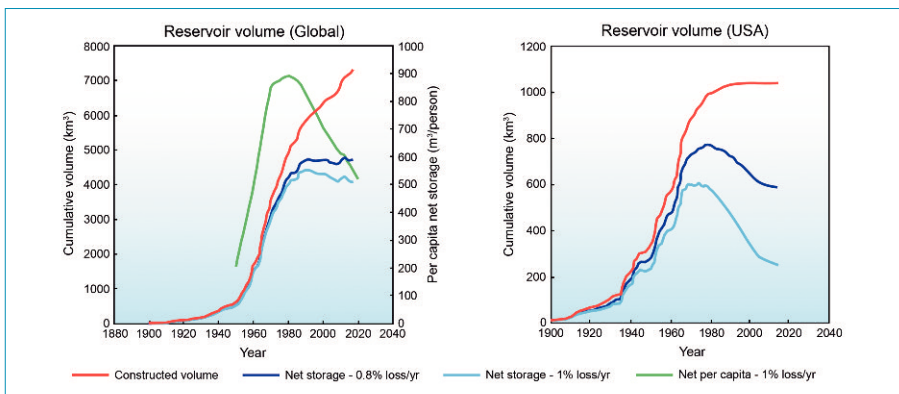 Reservoir volume (Global)
Reservoir volume (USA)
Cumulative volume (km³)
8000
7000
6000
5000
4000
3000
2000
1000
0
1880 1900 1920 1940 1960 1980 2000 2020 2040
Year
1000
900
800
700
600
500
400
300
200
100
0
Per capita net storage (m³/person)
Cumulative volume (km³)
1200
1000
800
600
400
200
0
1900 1920 1940 1960 1980 2000 2020 2040
Year
Constructed volume
Net storage - 0.8% loss/yr
Net storage - 1% loss/yr
Net per capita - 1% loss/yr